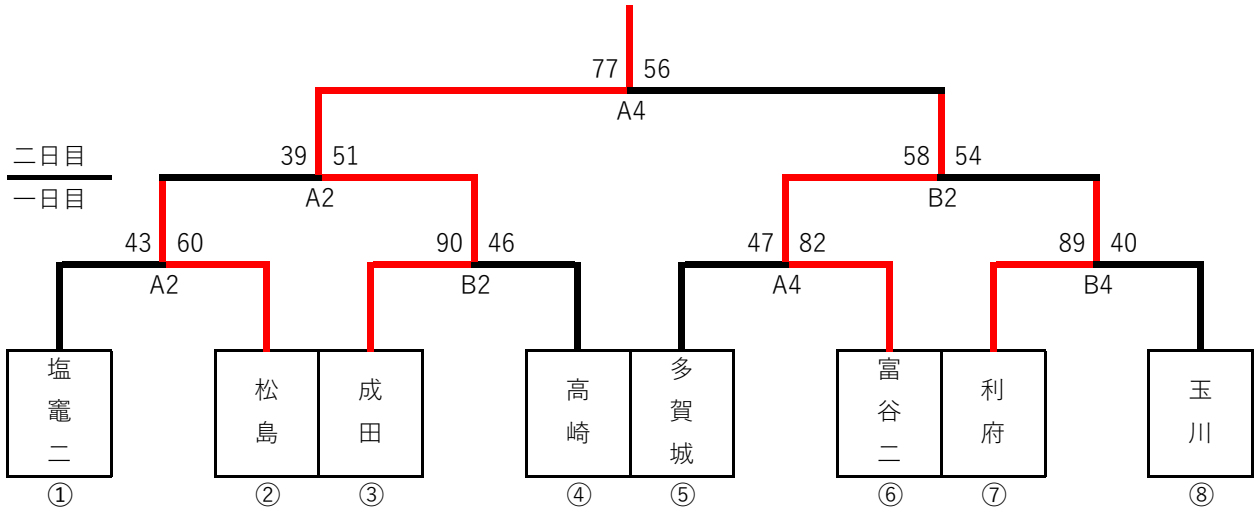 77 56
A4
二日目
39 51
58 54
一日目
A2
B2
43 60
90 46
47 82
89 40
A2
B2
A4
B4
塩竈二
松島
成田
高崎
多賀城
富谷二
利府
玉川
① ② ③ ④ ⑤ ⑥ ⑦ ⑧